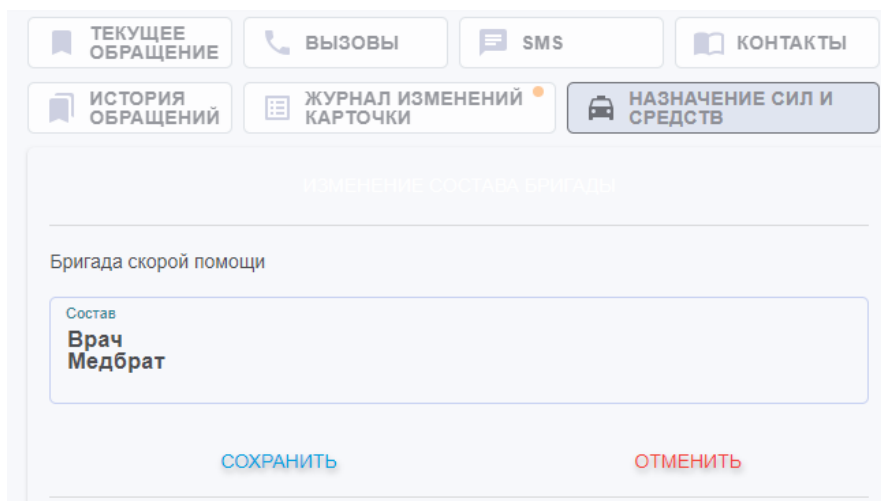 ТЕКУЩЕЕ
ОБРАЩЕНИЕ
ВЫЗОВЫ
SMS
КОНТАКТЫ
ИСТОРИЯ
ОБРАЩЕНИЙ
ЖУРНАЛ ИЗМЕНЕНИЙ
КАРТОЧКИ
НАЗНАЧЕНИЕ СИЛ И
СРЕДСТВ
ИЗМЕНЕНИЕ СОСТАВА БРИГАДЫ
Бригада скорой помощи
Состав
Врач
Медбрат
СОХРАНИТЬ
ОТМЕНИТЬ